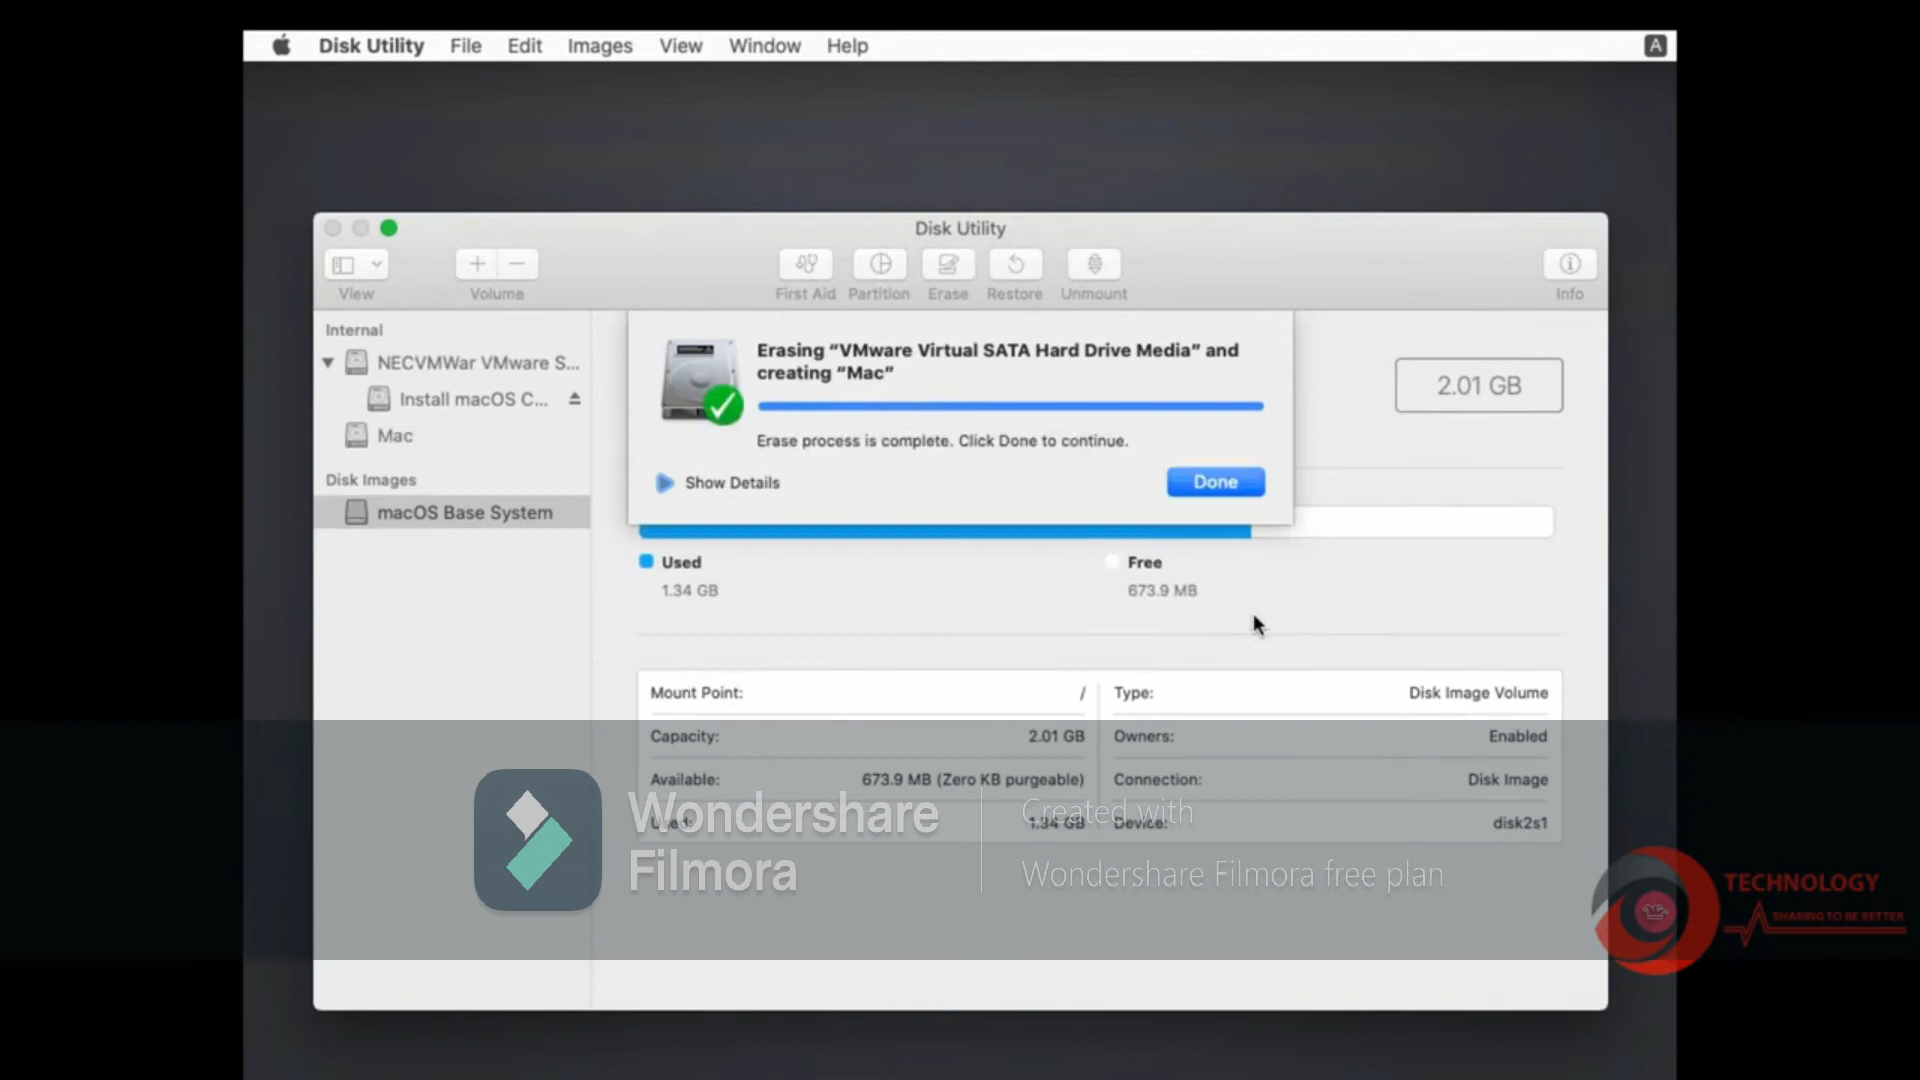 Disk Utility File Edit Images View Window Help A
Disk Utility
View Volume First Aid Partition Erase Restore Unmount Info
Internal
NECVMWar VMware S...
Install macOS C...
Mac
Disk Images
macOS Base System
Erasing “VMware Virtual SATA Hard Drive Media” and
creating “Mac”
Erase process is complete. Click Done to continue.
Show Details Done
2.01 GB
Used Free
1.34 GB 673.9 MB
Mount Point: / Type: Disk Image Volume
Capacity: 2.01 GB Owners: Enabled
Available: 673.9 MB (Zero KB purgeable) Connection: Disk Image
Used: 1.34 GB Device: disk2s1
Wondershare
Filmora
Created with
Wondershare Filmora free plan
TECHNOLOGY
SHARING TO BE BETTER